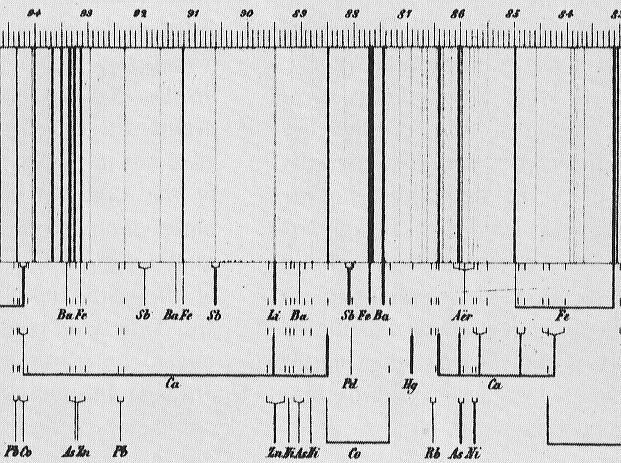 94 93 92 91 90 89 88 87 86 85 84 83
Ba Fe Sb Ba Fe Sb Li Ba Sb Fe Ba Aër Fe
Ca Pd Hg Ca
Pb Co As Zn Pb Zn Ni As Ni Co Rb As Ni